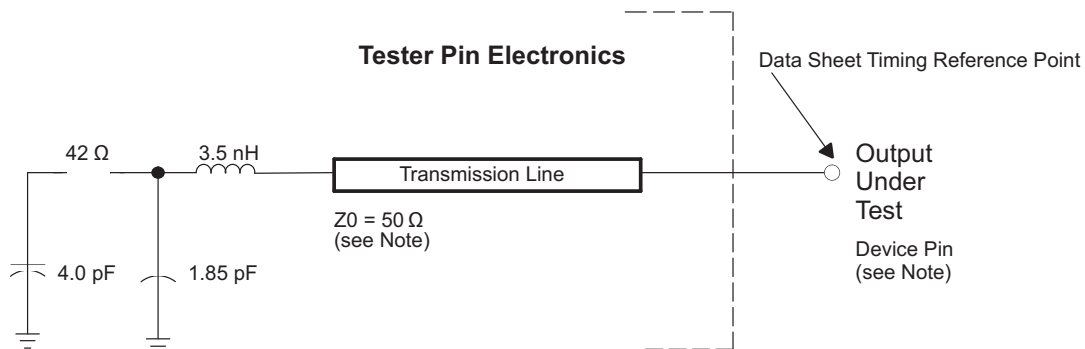 Tester Pin Electronics
Data Sheet Timing Reference Point
42 Ω
3.5 nH
Transmission Line
Output
Under
Test
Z0 = 50 Ω
(see Note)
Device Pin
(see Note)
4.0 pF
1.85 pF